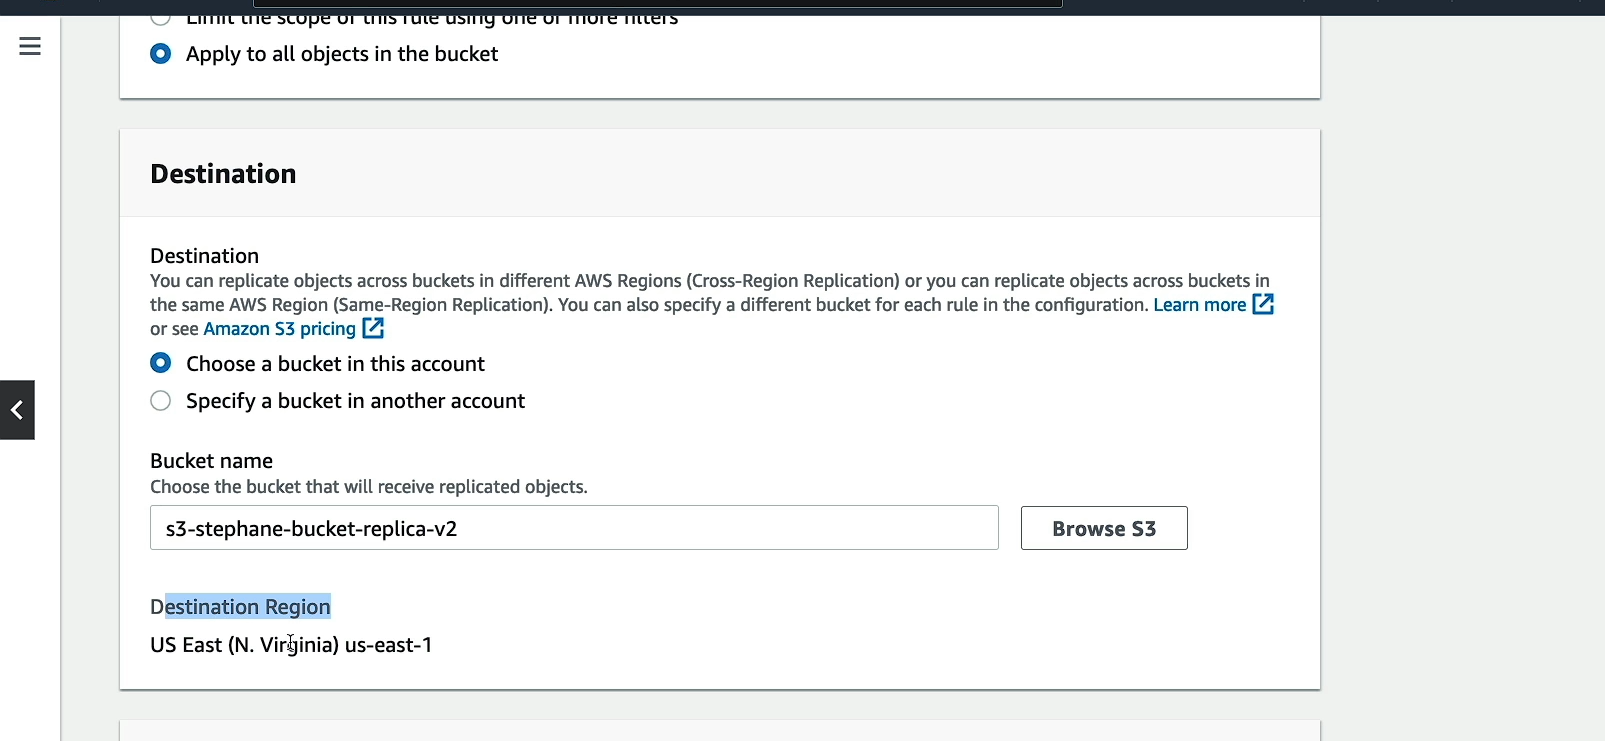 Limit the scope of this rule using one or more filters
Apply to all objects in the bucket
Destination
Destination
You can replicate objects across buckets in different AWS Regions (Cross-Region Replication) or you can replicate objects across buckets in
the same AWS Region (Same-Region Replication). You can also specify a different bucket for each rule in the configuration. Learn more
or see Amazon S3 pricing
Choose a bucket in this account
Specify a bucket in another account
Bucket name
Choose the bucket that will receive replicated objects.
s3-stephane-bucket-replica-v2
Browse S3
Destination Region
US East (N. Virginia) us-east-1